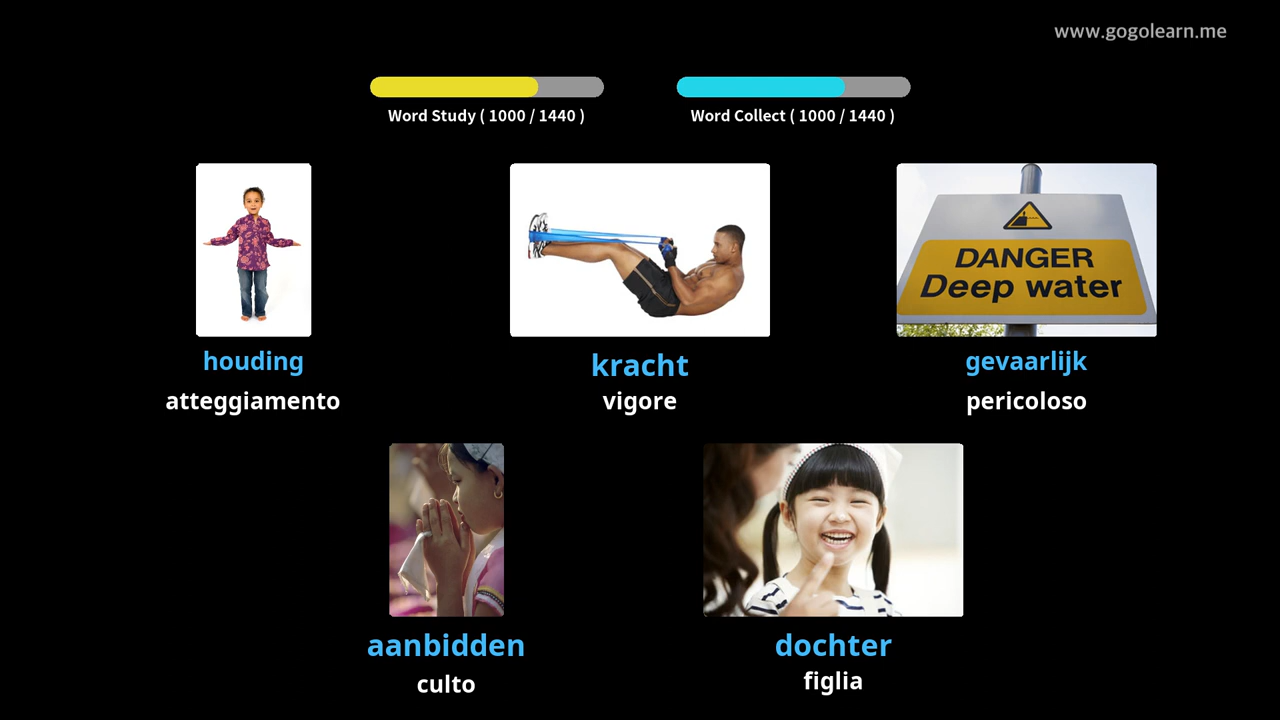 www.gogolearn.me
Word Study ( 1000 / 1440 )
Word Collect ( 1000 / 1440 )
DANGER
Deep water
houding
atteggiamento
kracht
vigore
gevaarlijk
pericoloso
aanbidden
culto
dochter
figlia